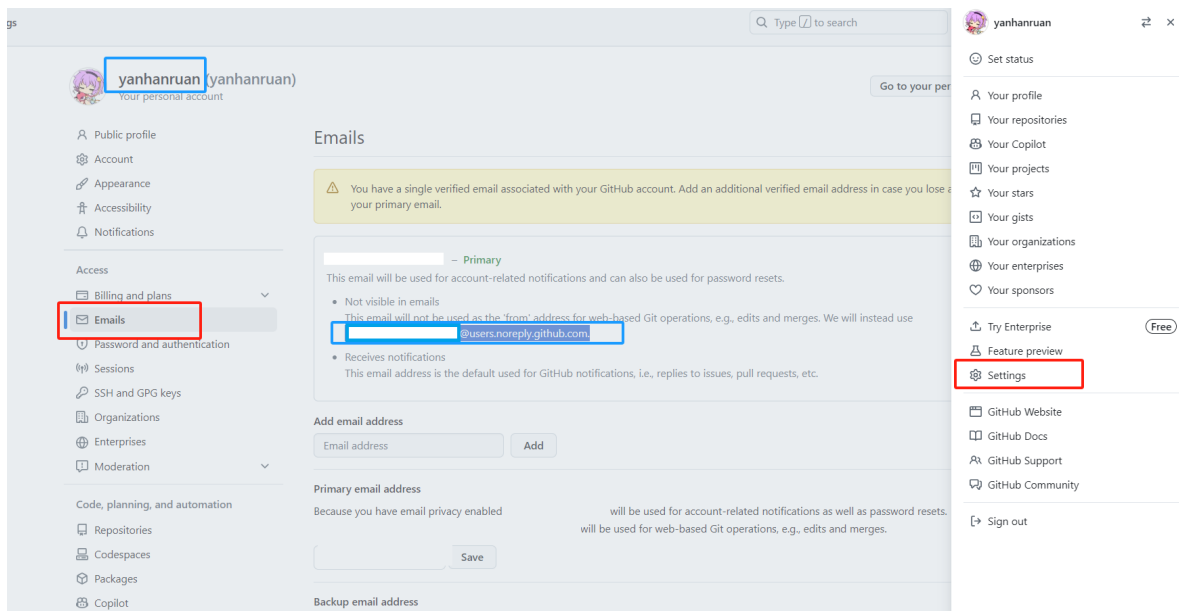 gs
Type / to search
yanhanruan (yanhanruan)
Your personal account
Go to your per
Public profile
Account
Appearance
Accessibility
Notifications
Access
Billing and plans
Emails
Password and authentication
Sessions
SSH and GPG keys
Organizations
Enterprises
Moderation
Code, planning, and automation
Repositories
Codespaces
Packages
Copilot
Emails
You have a single verified email associated with your GitHub account. Add an additional verified email address in case you lose a
your primary email.
– Primary
This email will be used for account-related notifications and can also be used for password resets.
Not visible in emails
This email will not be used as the 'from' address for web-based Git operations, e.g., edits and merges. We will instead use
@users.noreply.github.com.
Receives notifications
This email address is the default used for GitHub notifications, i.e., replies to issues, pull requests, etc.
Add email address
Email address
Add
Primary email address
Because you have email privacy enabled will be used for account-related notifications as well as password resets.
will be used for web-based Git operations, e.g., edits and merges.
Save
Backup email address
yanhanruan
Set status
Your profile
Your repositories
Your Copilot
Your projects
Your stars
Your gists
Your organizations
Your enterprises
Your sponsors
Try Enterprise
Free
Feature preview
Settings
GitHub Website
GitHub Docs
GitHub Support
GitHub Community
Sign out